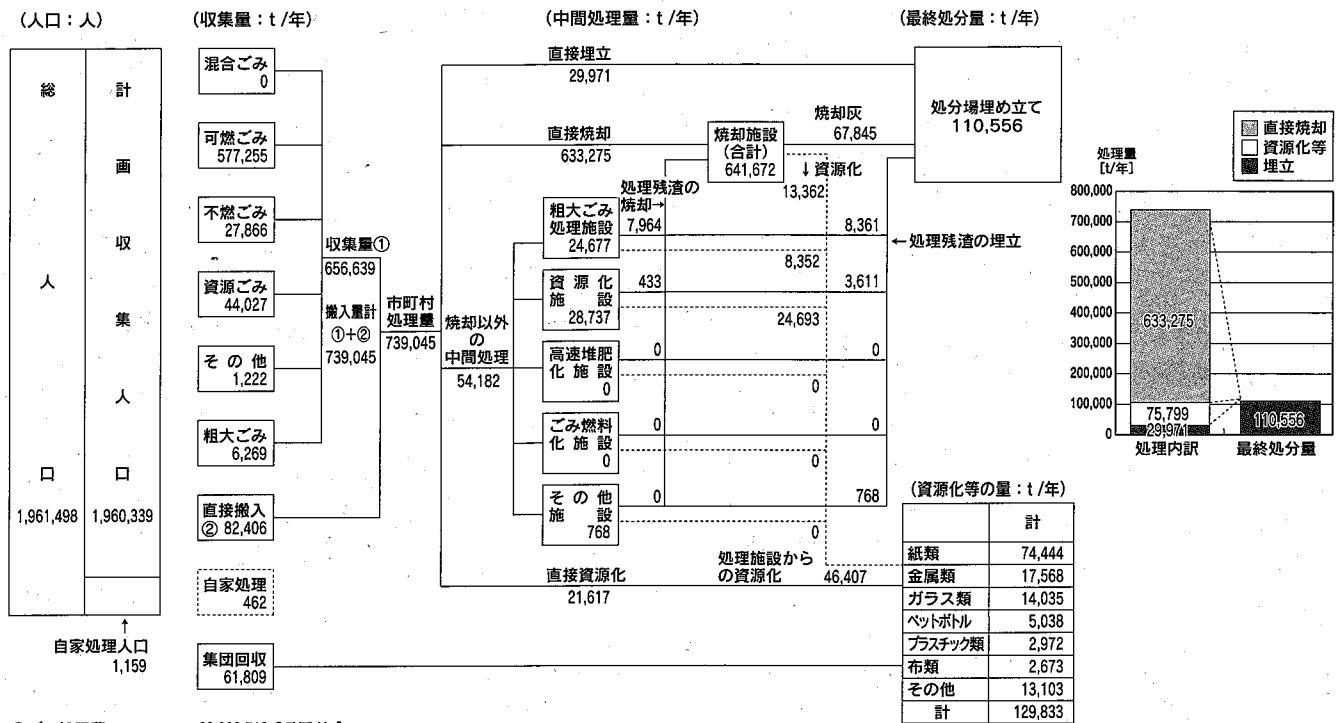 (人口：人)
(収集量：t/年)
(中間処理量：t/年)
(最終処分量：t/年)
総人口
1,961,498
計画収集人口
1,960,339
↑
自家処理人口
1,159
混合ごみ
0
可燃ごみ
577,255
不燃ごみ
27,866
資源ごみ
44,027
その他
1,222
粗大ごみ
6,269
直接搬入
② 82,406
自家処理
462
集団回収
61,809
収集量①
656,639
搬入量計
①+②
739,045
市町村
処理量
739,045
直接埋立
29,971
直接焼却
633,275
焼却以外
の
中間処理
54,182
直接資源化
21,617
焼却施設
(合計)
641,672
焼却灰
67,845
↓資源化
13,362
処理残渣の
焼却→
粗大ごみ
処理施設
24,677
7,964
8,361
8,352
←処理残渣の埋立
資源化
施設
28,737
433
3,611
24,693
高速堆肥
化施設
0
0
0
0
ごみ燃料
化施設
0
0
0
0
その他
施設
768
0
768
0
処理施設から
の資源化
46,407
処分場埋め立て
110,556
直接焼却
資源化等
埋立
処理量
[t/年]
800,000
700,000
600,000
500,000
400,000
300,000
200,000
100,000
0
633,275
75,799
29,971
110,556
処理内訳
最終処分量
(資源化等の量：t/年)
計
紙類 74,444
金属類 17,568
ガラス類 14,035
ペットボトル 5,038
プラスチック類 2,972
布類 2,673
その他 13,103
計 129,833